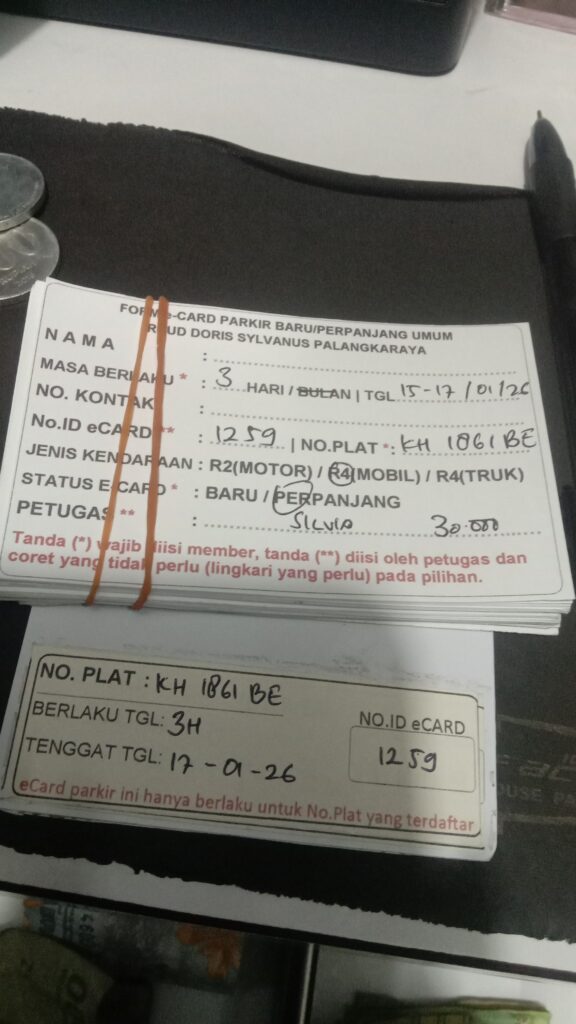 FORM e-CARD PARKIR BARU/PERPANJANG UMUM
RSUD DORIS SYLVANUS PALANGKARAYA
NAMA :
MASA BERLAKU * : 3 HARI / BULAN | TGL 15-17/01/26
NO. KONTAK :
No.ID eCARD ** : 1259 | NO.PLAT * : KH 1861 BE
JENIS KENDARAAN : R2(MOTOR) / R4(MOBIL) / R4(TRUK)
STATUS E-CARD * : BARU / PERPANJANG
PETUGAS ** : SILVIA 30.000
Tanda (*) wajib diisi member, tanda (**) diisi oleh petugas dan
coret yang tidak perlu (lingkari yang perlu) pada pilihan.
NO. PLAT : KH 1861 BE
BERLAKU TGL: 3H
NO.ID eCARD
TENGGAT TGL: 17-01-26
1259
eCard parkir ini hanya berlaku untuk No.Plat yang terdaftar